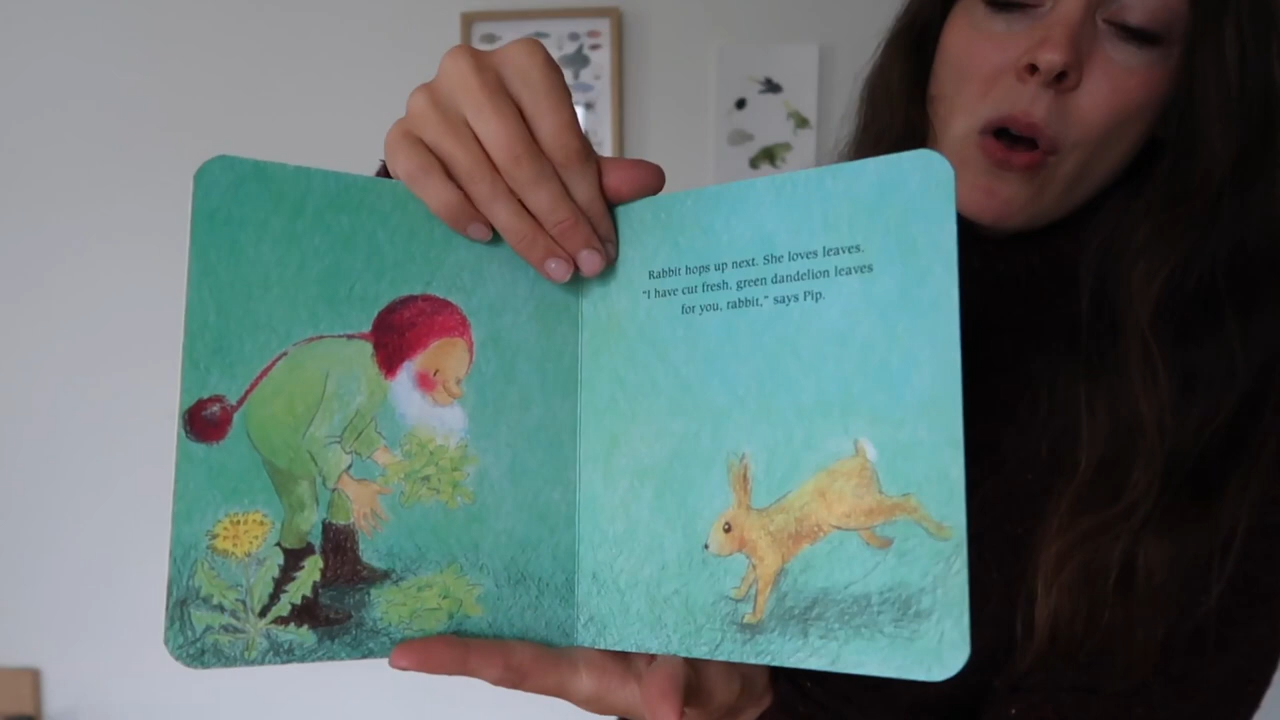 Rabbit hops up next. She loves leaves.
“I have cut fresh, green dandelion leaves
for you, rabbit,” says Pip.